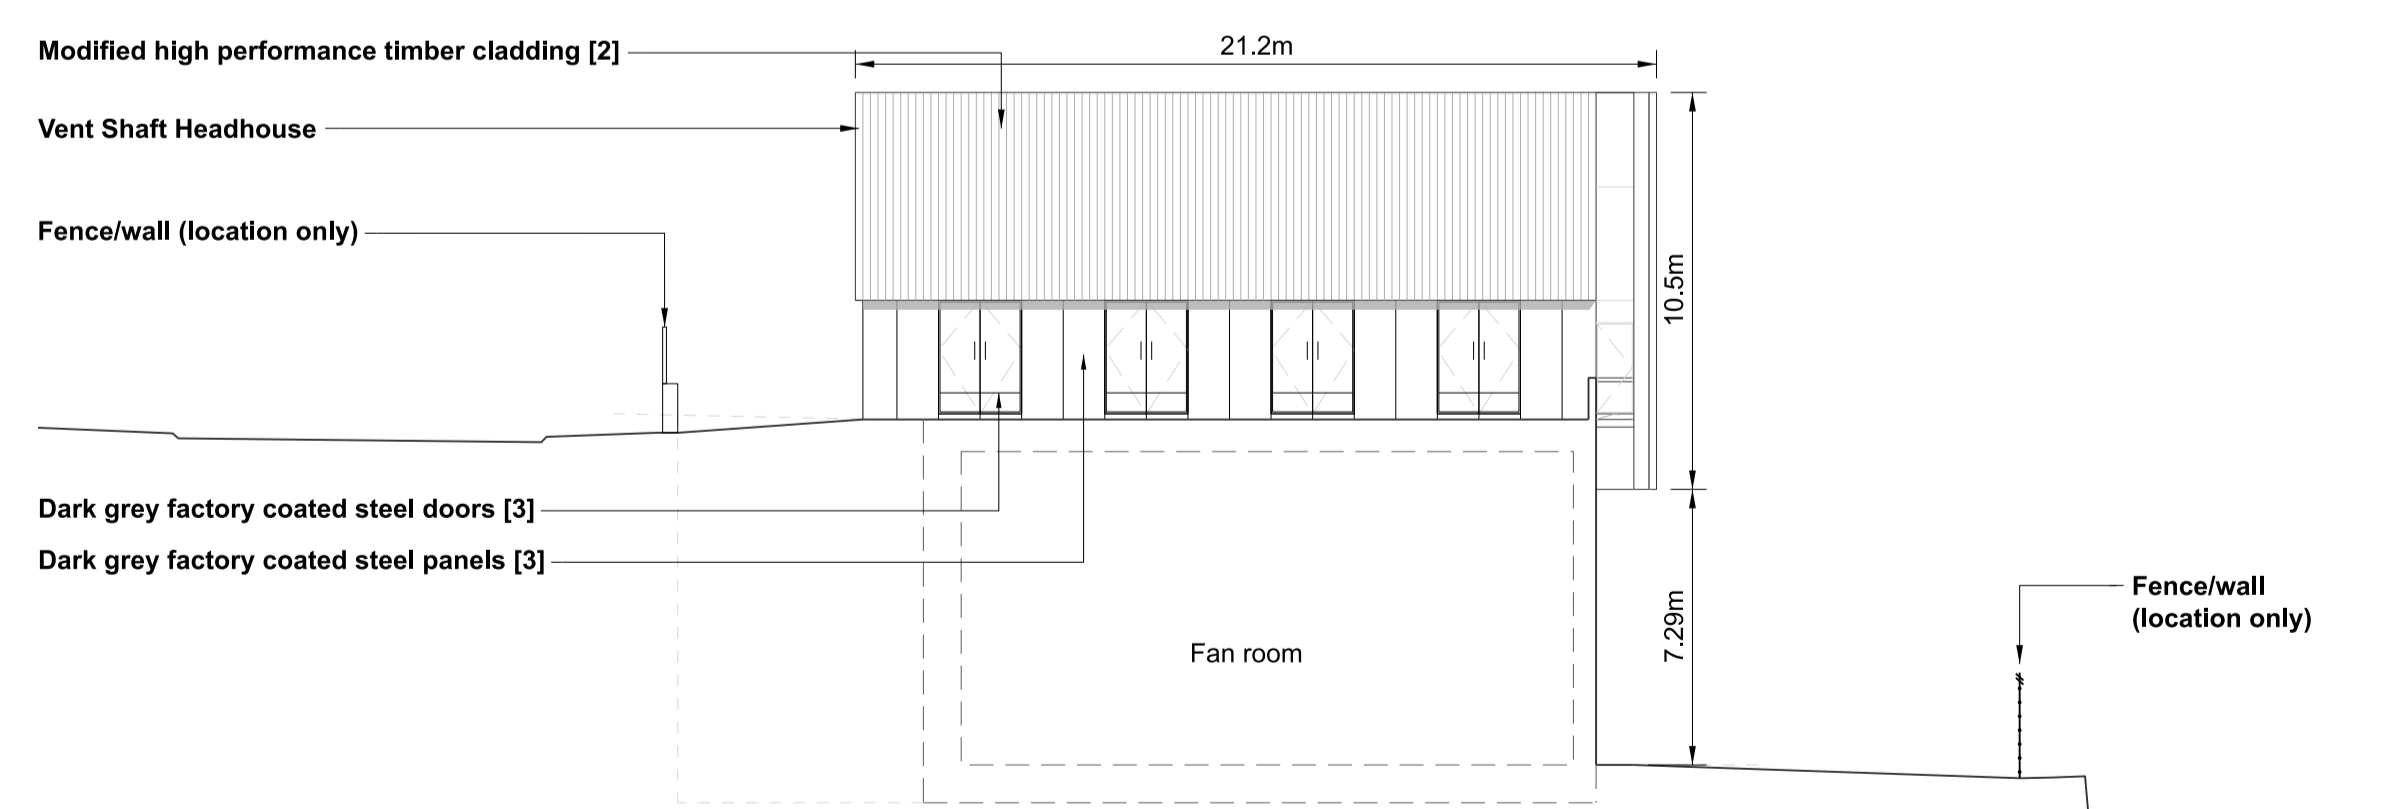 Modified high performance timber cladding [2]
21.2m
Vent Shaft Headhouse
Fence/wall (location only)
10.5m
Dark grey factory coated steel doors [3]
Dark grey factory coated steel panels [3]
7.29m
Fan room
Fence/wall
(location only)